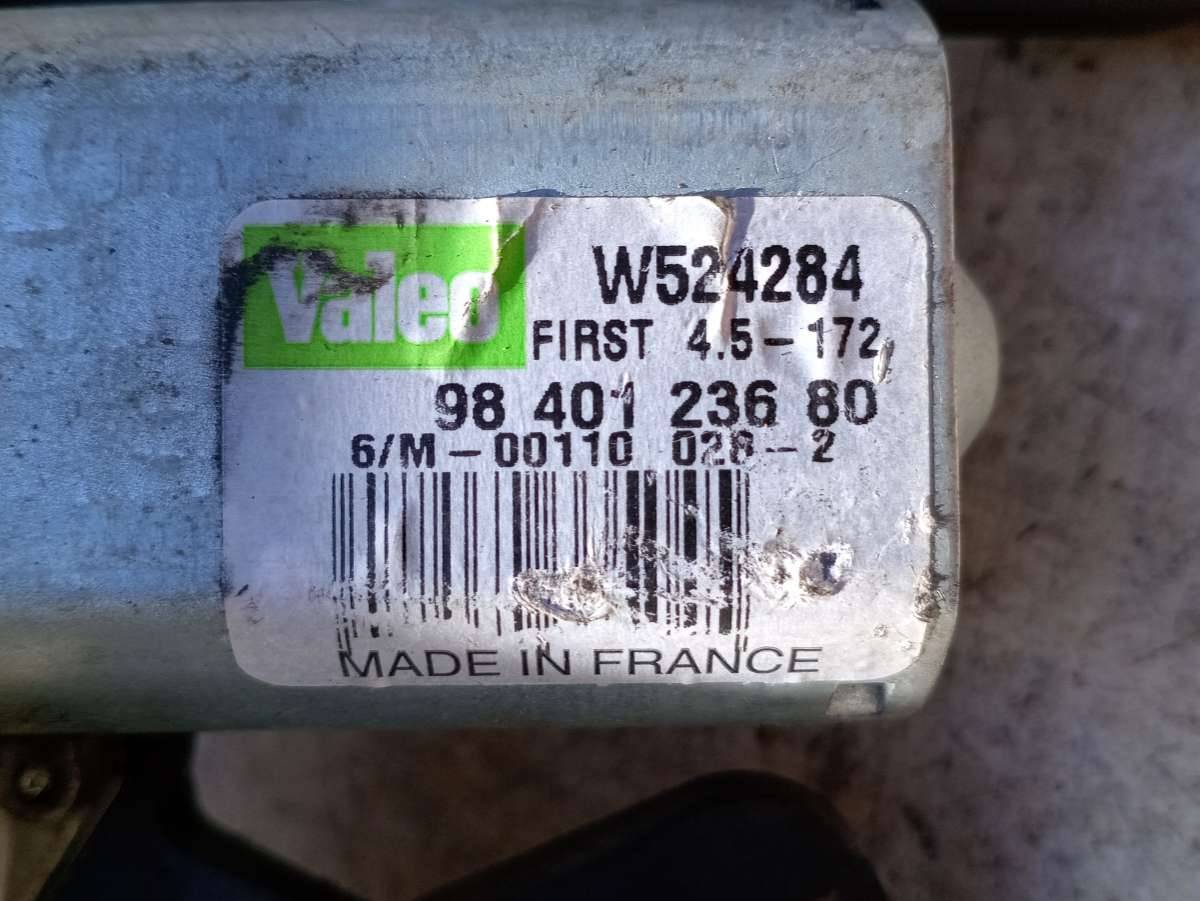 Valeo
W524284
FIRST 4.5-172
98 401 236 80
6/M-00110 028-2
MADE IN FRANCE